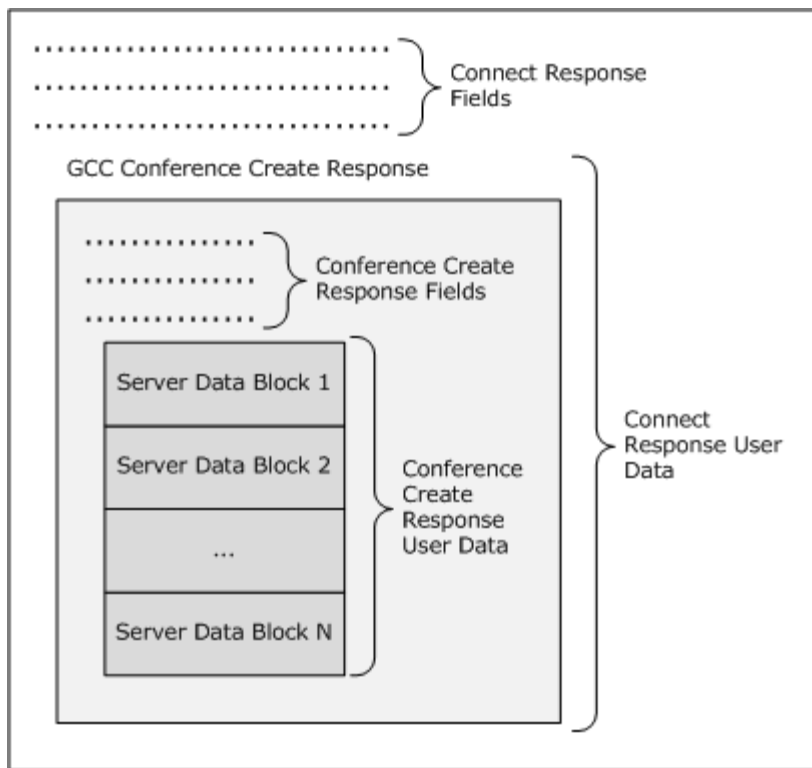 Connect Response
Fields
GCC Conference Create Response
Conference Create
Response Fields
Server Data Block 1
Server Data Block 2
...
Server Data Block N
Conference
Create
Response
User Data
Connect
Response User
Data